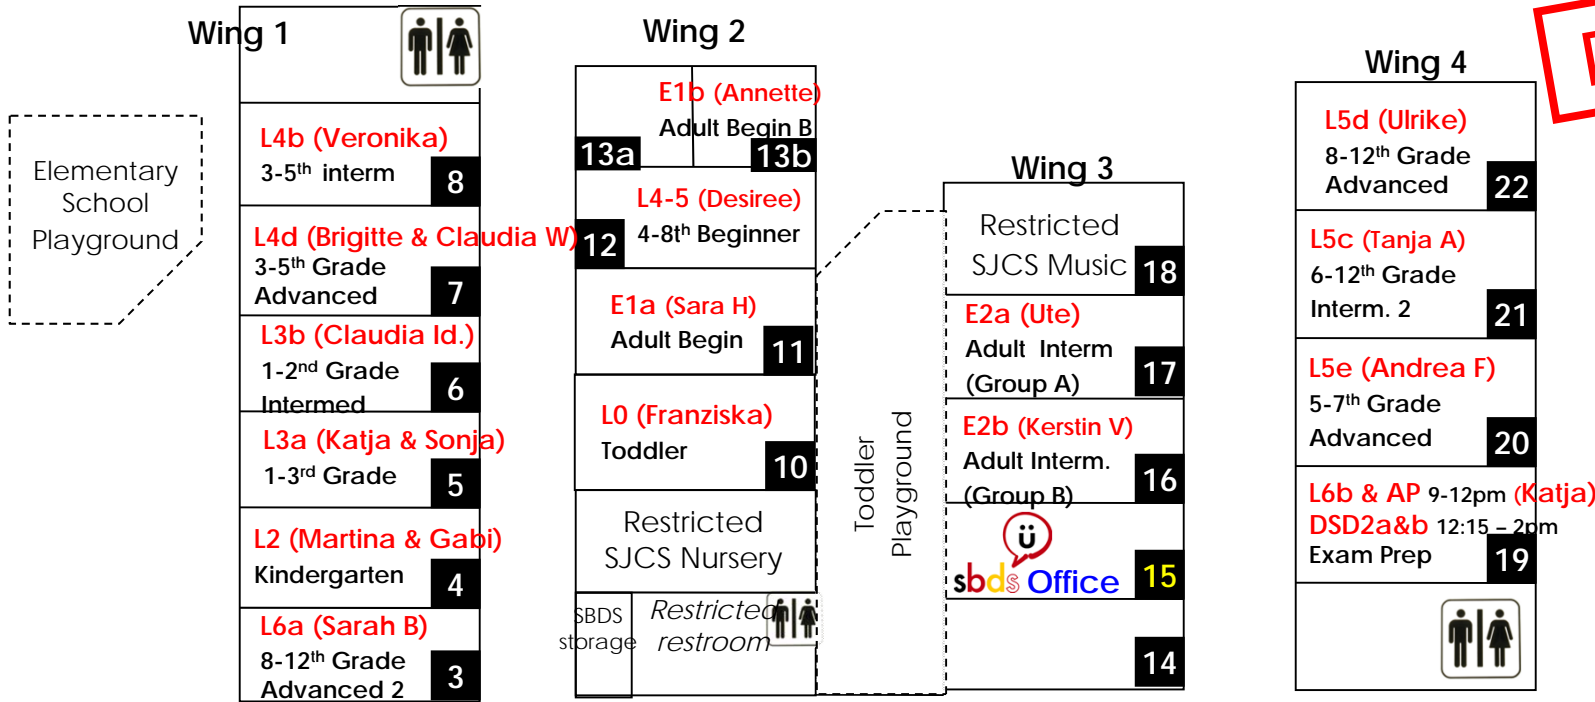 Wing 1
Elementary
School
Playground
L4b (Veronika)
3-5th interm
8
L4d (Brigitte & Claudia W)
3-5th Grade
Advanced
7
L3b (Claudia Id.)
1-2nd Grade
Intermed
6
L3a (Katja & Sonja)
1-3rd Grade
5
L2 (Martina & Gabi)
Kindergarten
4
L6a (Sarah B)
8-12th Grade
Advanced 2
3
Wing 2
E1b (Annette)
Adult Begin B
13a
13b
L4-5 (Desiree)
4-8th Beginner
12
E1a (Sara H)
Adult Begin
11
L0 (Franziska)
Toddler
10
Restricted
SJCS Nursery
SBDS
storage
Restricted
restroom
Toddler
Playground
Wing 3
Restricted
SJCS Music
18
E2a (Ute)
Adult Interm
(Group A)
17
E2b (Kerstin V)
Adult Interm.
(Group B)
16
ü
sbds Office
15
14
Wing 4
L5d (Ulrike)
8-12th Grade
Advanced
22
L5c (Tanja A)
6-12th Grade
Interm. 2
21
L5e (Andrea F)
5-7th Grade
Advanced
20
L6b & AP 9-12pm (Katja)
DSD2a&b 12:15 – 2pm
Exam Prep
19